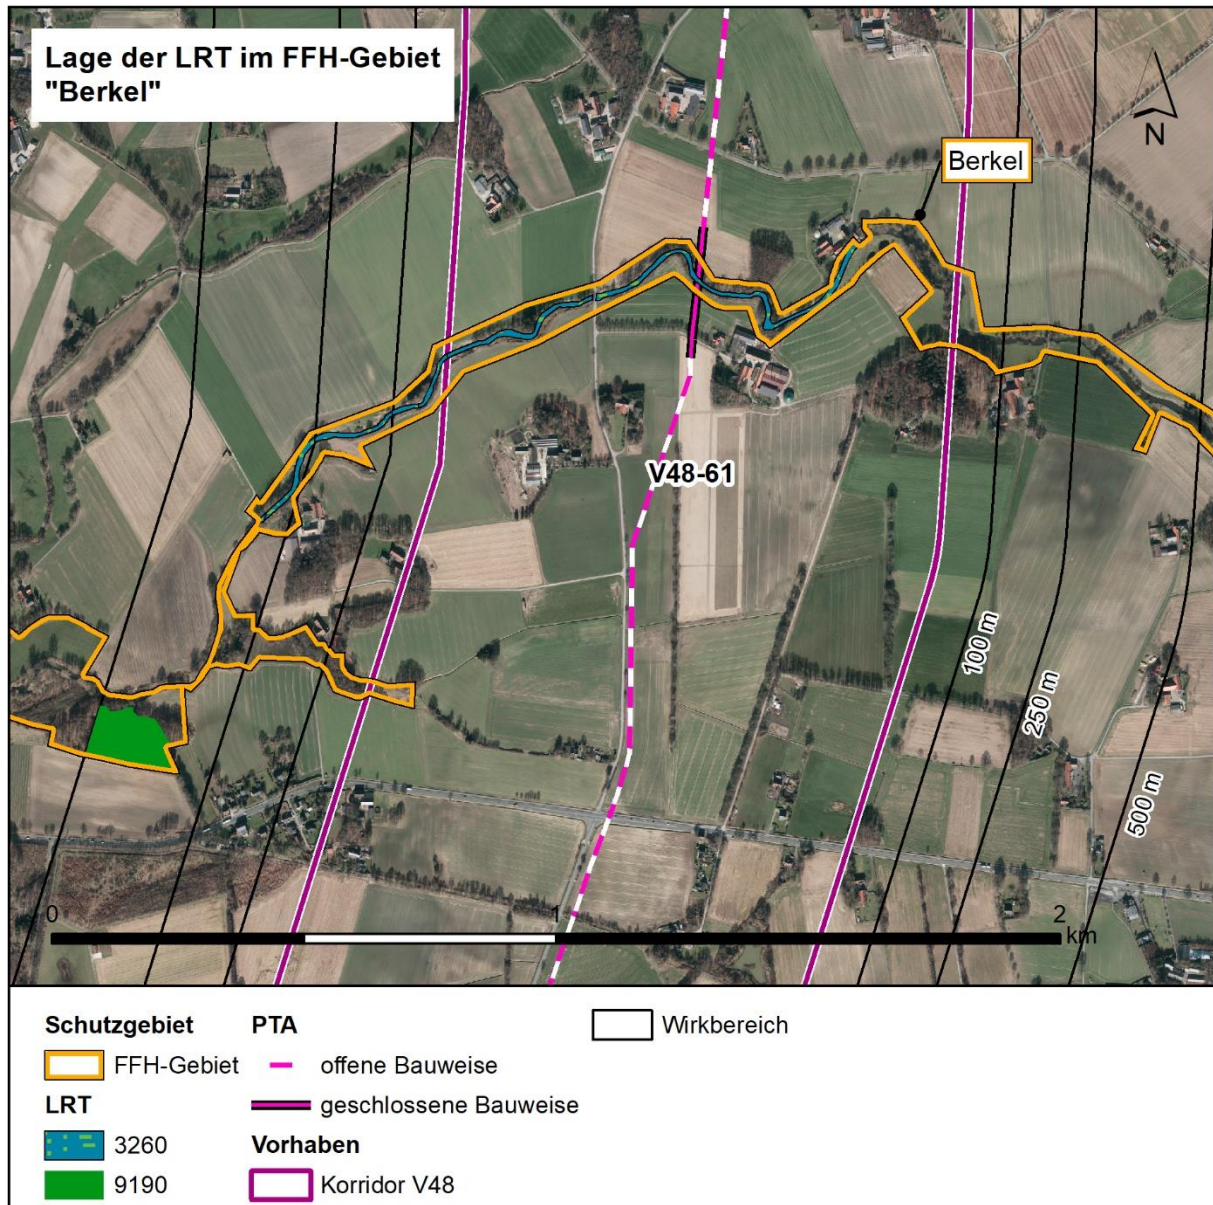 Lage der LRT im FFH-Gebiet
"Berkel"
N
Berkel
V48-61
100 m
250 m
500 m
0 1 2
km
Schutzgebiet
FFH-Gebiet
LRT
3260
9190
PTA
offene Bauweise
geschlossene Bauweise
Vorhaben
Korridor V48
Wirkbereich